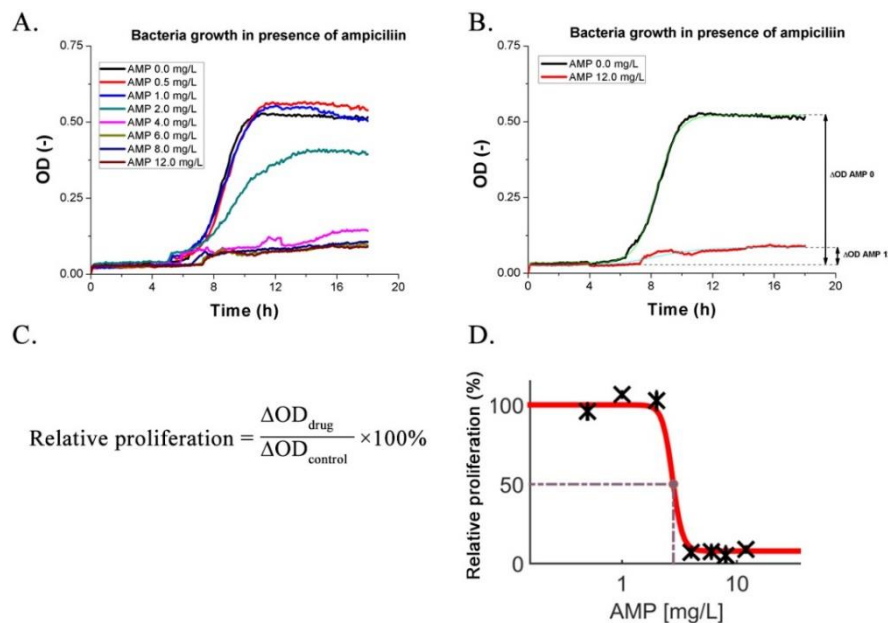 A.
Bacteria growth in presence of ampiciliin
0.75
0.50
0.25
0.00
OD (-)
AMP 0.0 mg/L
AMP 0.5 mg/L
AMP 1.0 mg/L
AMP 2.0 mg/L
AMP 4.0 mg/L
AMP 6.0 mg/L
AMP 8.0 mg/L
AMP 12.0 mg/L
0 4 8 12 16 20
Time (h)
B.
Bacteria growth in presence of ampiciliin
0.75
0.50
0.25
0.00
OD (-)
AMP 0.0 mg/L
AMP 12.0 mg/L
ΔOD AMP 0
ΔOD AMP 1
0 4 8 12 16 20
Time (h)
C.
Relative proliferation = ΔOD drug / ΔOD control ×100%
D.
Relative proliferation (%)
100
50
0
1 10
AMP [mg/L]